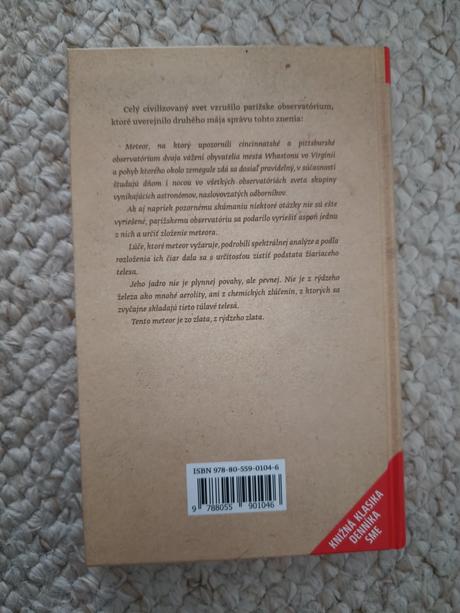 Celý civilizovaný svet vzrušilo parížske observatórium,
ktoré uverejnilo druhého mája správu tohto znenia:
Meteor, na ktorý upozornili cincinnatské a pittsburské
observatórium dvaja vážení obyvatelia mesta Whastonu vo Virgínii
a pohyb ktorého okolo zemegule zdá sa dosiaľ pravidelný, v súčasnosti
študujú dňom i nocou vo všetkých observatóriách sveta skupiny
vynikajúcich astronómov, naslovovzatých odborníkov.
Ak aj napriek pozornému skúmaniu niektoré otázky nie sú ešte
vyriešené, parížskemu observatóriu sa podarilo vyriešiť aspoň jednu
z nich a určiť zloženie meteora.
Lúče, ktoré meteor vyžaruje, podrobili spektrálnej analýze a podľa
rozloženia ich čiar dala sa s určitosťou zistiť podstata žiariaceho
telesa.
Jeho jadro nie je plynnej povahy, ale pevnej. Nie je z rýdzeho
železa ako mnohé aerolity, ani z chemických zlúčenín, z ktorých sa
zvyčajne skladajú tieto túlavé telesá.
Tento meteor je zo zlata, z rýdzeho zlata.
ISBN 978-80-559-0104-6
9 788055 901046
KNIŽNÁ KLASIKA
DENNÍKA
SME